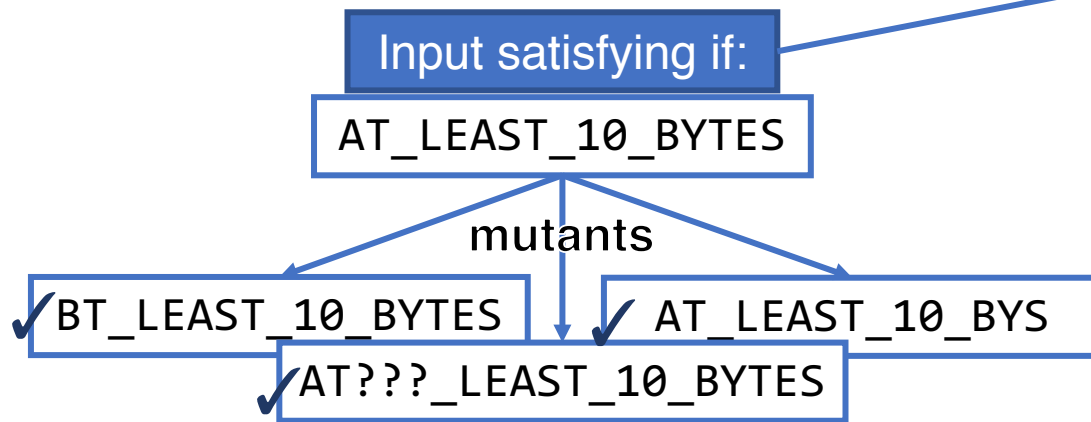 Input satisfying if:
AT_LEAST_10_BYTES
mutants
BT_LEAST_10_BYTES
AT_LEAST_10_BYS
AT???_LEAST_10_BYTES